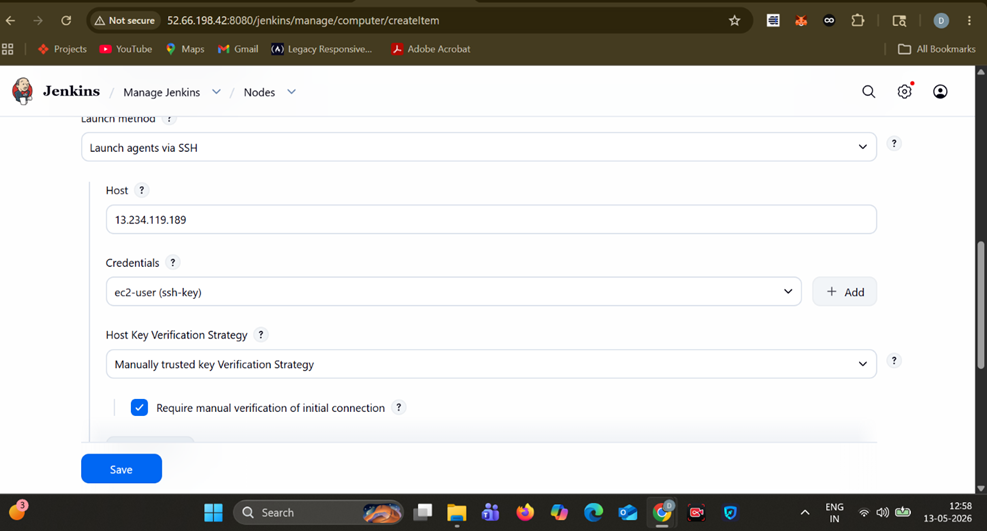 Not secure 52.66.198.42:8080/jenkins/manage/computer/createItem
D
Projects YouTube Maps Gmail Legacy Responsive... Adobe Acrobat All Bookmarks
Jenkins / Manage Jenkins / Nodes
Launch method ?
Launch agents via SSH ?
Host ?
13.234.119.189
Credentials ?
ec2-user (ssh-key) + Add
Host Key Verification Strategy ?
Manually trusted key Verification Strategy ?
Require manual verification of initial connection ?
Save
3 Search D ENG 12:58
IN 13-05-2026